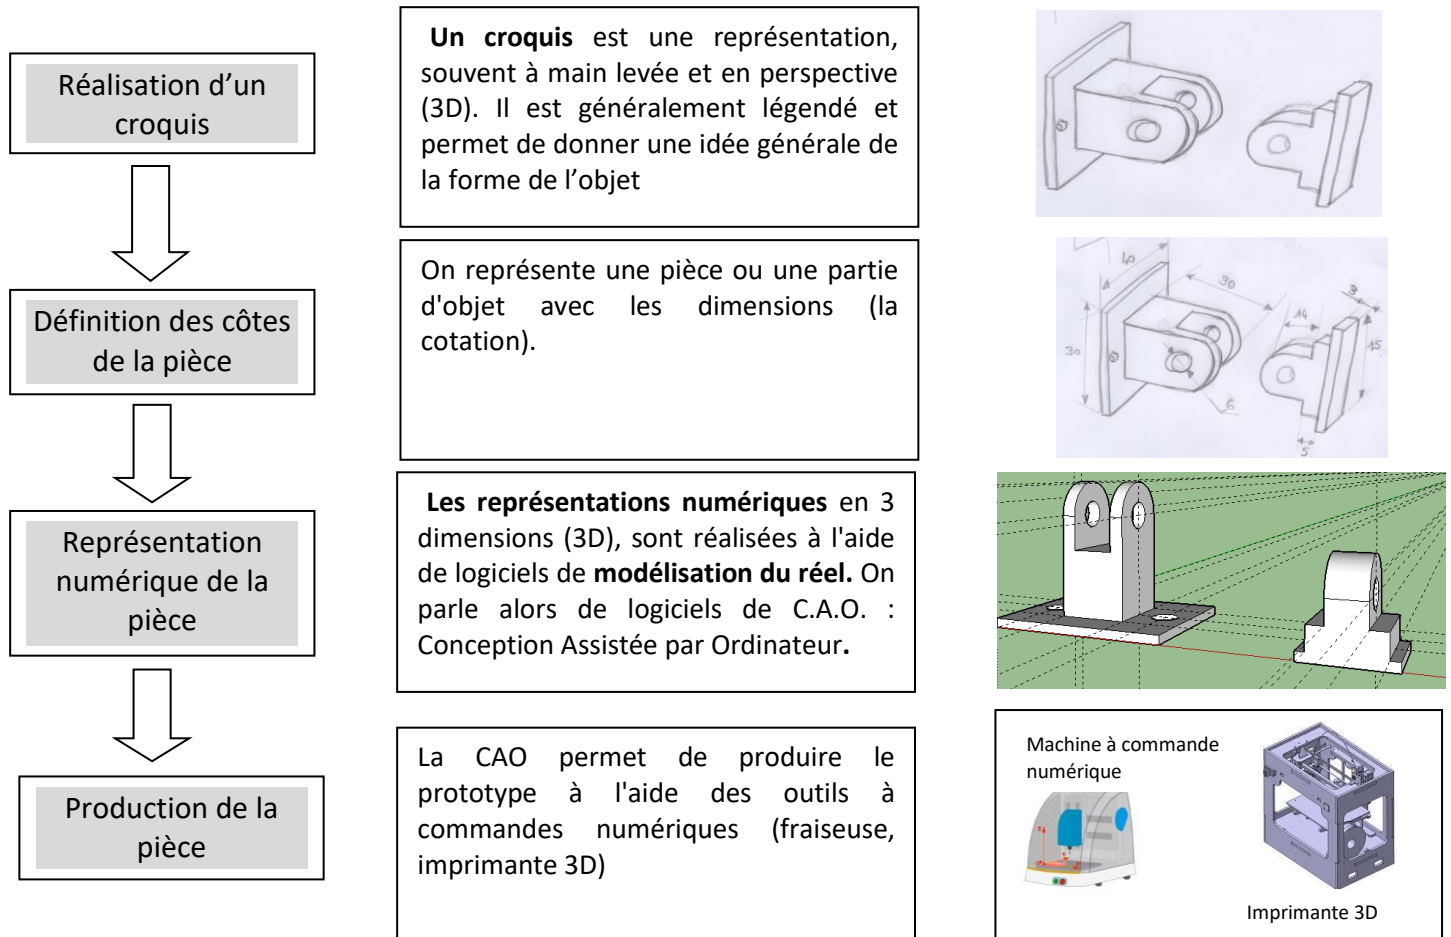 Réalisation d’un
croquis
Un croquis est une représentation,
souvent à main levée et en perspective
(3D). Il est généralement légendé et
permet de donner une idée générale de
la forme de l’objet
Définition des côtes
de la pièce
On représente une pièce ou une partie
d'objet avec les dimensions (la
cotation).
40
30
3
14
30
15
6
5
Représentation
numérique de la
pièce
Les représentations numériques en 3
dimensions (3D), sont réalisées à l'aide
de logiciels de modélisation du réel. On
parle alors de logiciels de C.A.O. :
Conception Assistée par Ordinateur.
Production de la
pièce
La CAO permet de produire le
prototype à l'aide des outils à
commandes numériques (fraiseuse,
imprimante 3D)
Machine à commande
numérique
Imprimante 3D